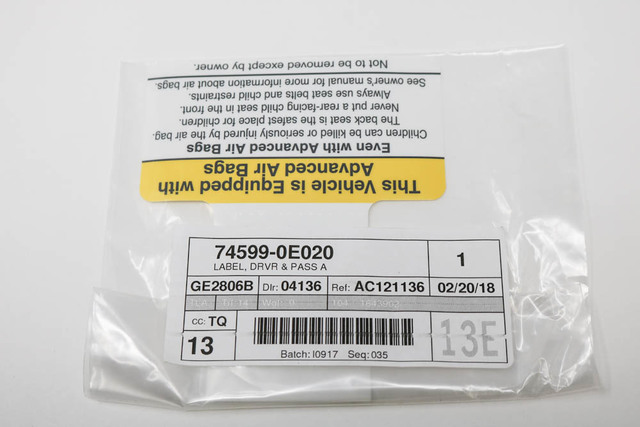 This Vehicle is Equipped with
Advanced Air Bags
Even with Advanced Air Bags
Children can be killed or seriously injured by the air bag.
The back seat is the safest place for children.
Never put a rear-facing child seat in the front.
Always use seat belts and child restraints.
See owner's manual for more information about air bags.
Not to be removed except by owner.
74599-0E020
LABEL, DRVR & PASS A
1
GE2806B Dlr: 04136 Ref: AC121136 02/20/18
CC: TQ
13
13E
Batch: I0917 Seq: 035